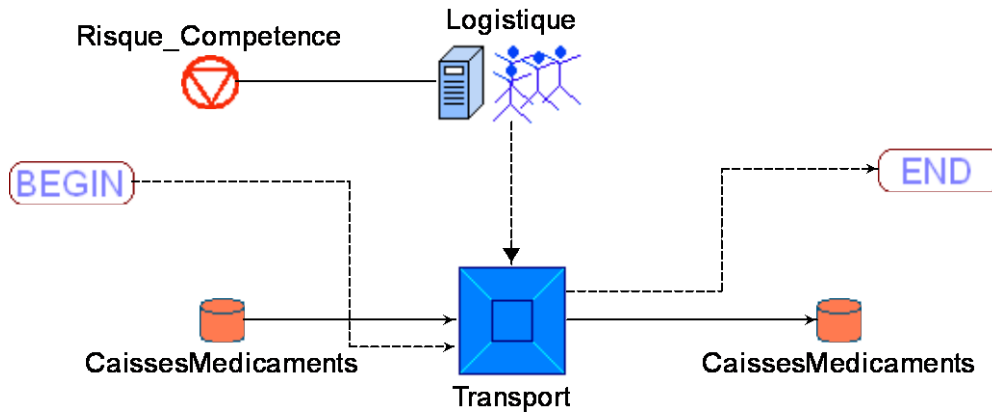 Logistique
Risque_Competence
BEGIN
END
CaissesMedicaments
CaissesMedicaments
Transport